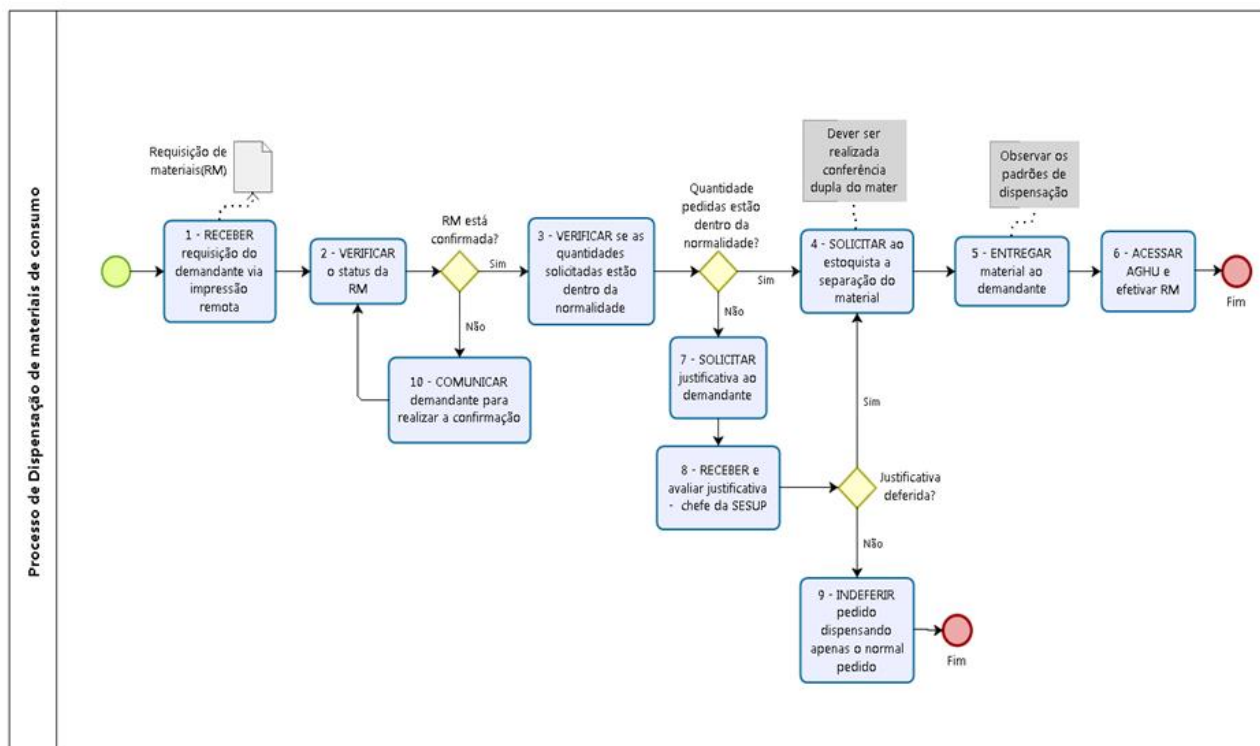 Processo de Dispensação de materiais de consumo
Requisição de
materiais(RM)
1 - RECEBER
requisição do
demandante via
impressão
remota
2 - VERIFICAR
o status da
RM
RM está
confirmada?
Sim
Não
10 - COMUNICAR
demandante para
realizar a confirmação
3 - VERIFICAR se as
quantidades
solicitadas estão
dentro da
normalidade
Quantidade
pedidas estão
dentro da
normalidade?
Sim
Não
Dever ser
realizada
conferência
dupla do mater
4 - SOLICITAR ao
estoquista a
separação do
material
Observar os
padrões de
dispensação
5 - ENTREGAR
material ao
demandante
6 - ACESSAR
AGHU e
efetivar RM
Fim
7 - SOLICITAR
justificativa ao
demandante
8 - RECEBER e
avaliar justificativa
- chefe da SESUP
Sim
Justificativa
deferida?
Não
9 - INDEFERIR
pedido
dispensando
apenas o normal
pedido
Fim